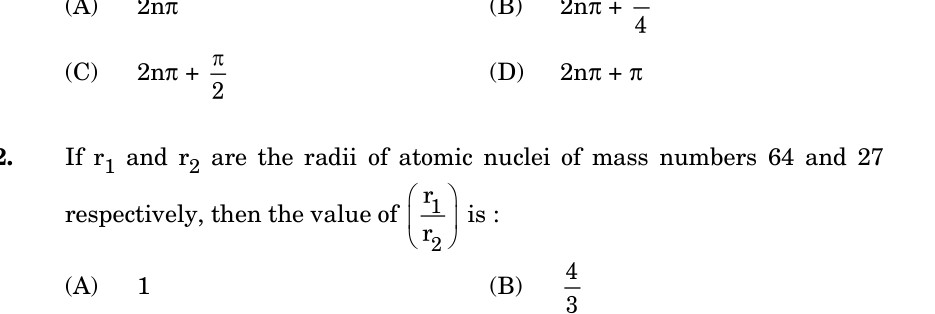 (A) 2nπ (B) 2nπ + —/4
(C) 2nπ + π/2 (D) 2nπ + π
2. If r₁ and r₂ are the radii of atomic nuclei of mass numbers 64 and 27
respectively, then the value of (r₁/r₂) is :
(A) 1 (B) 4/3